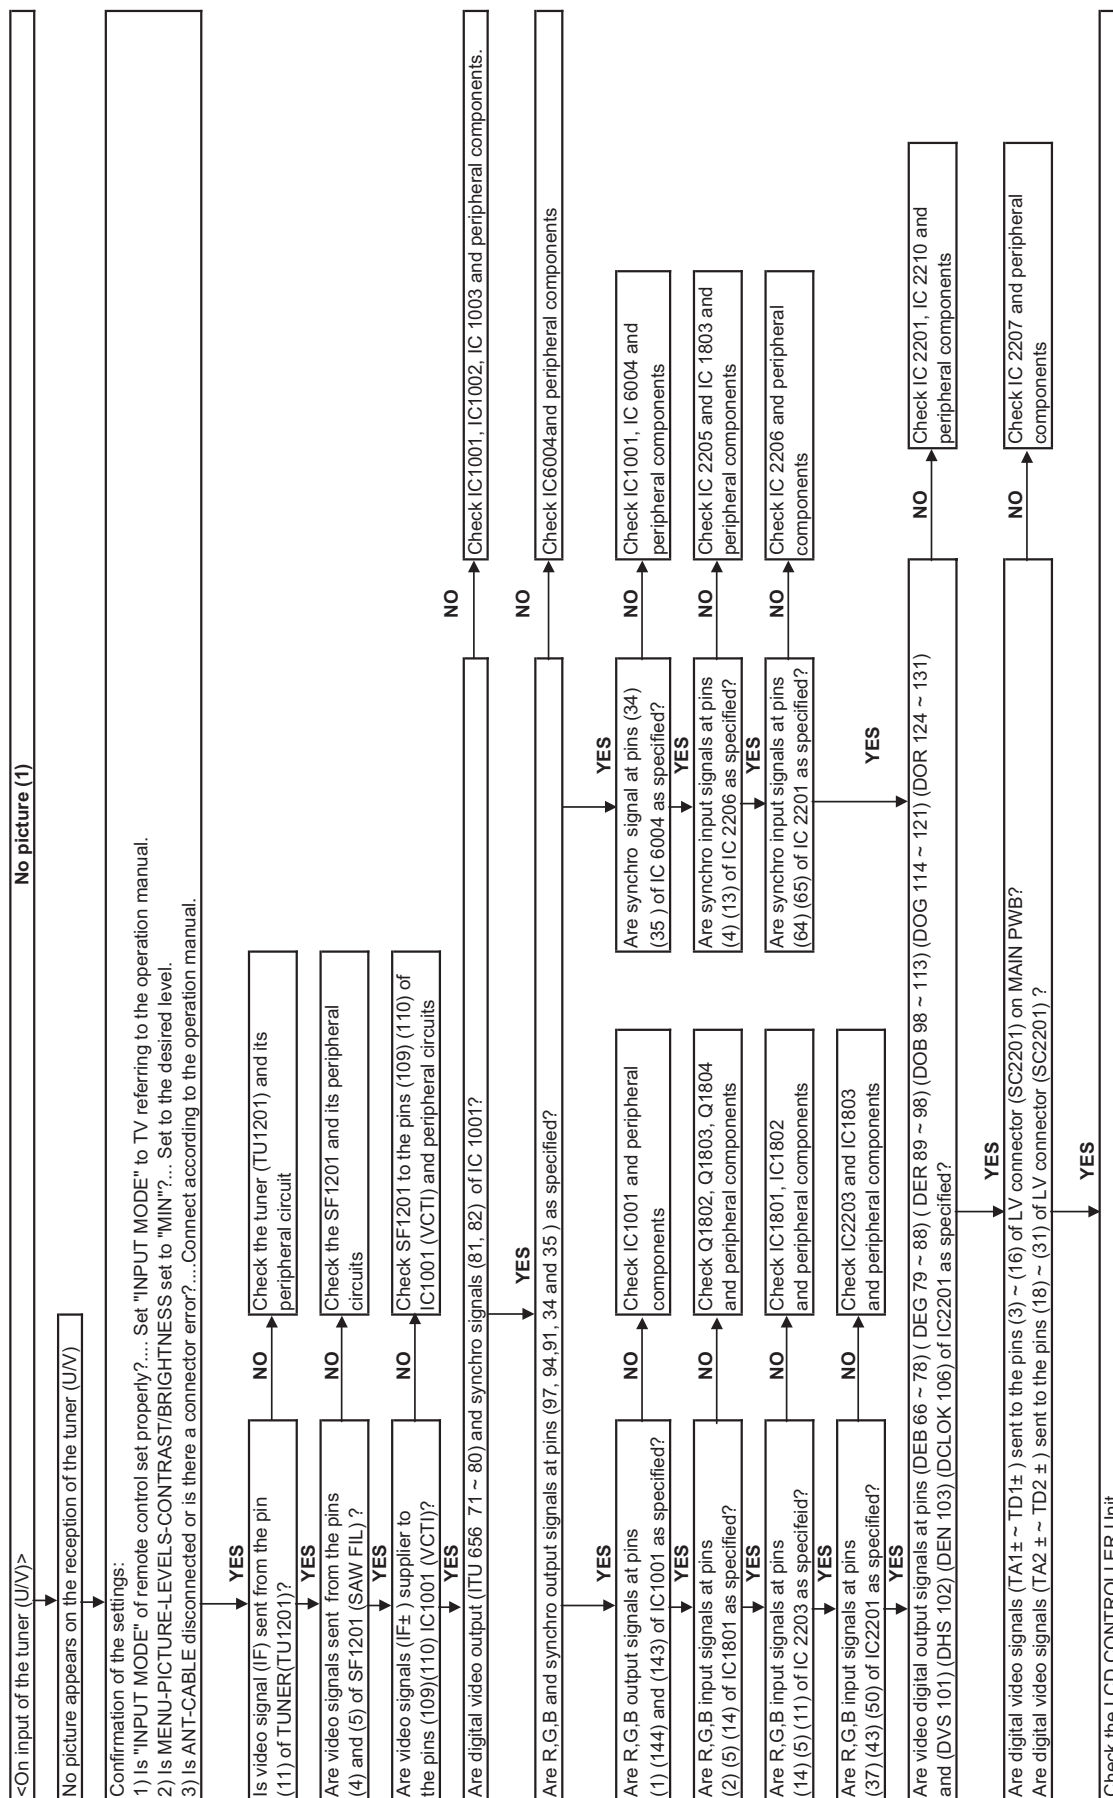 No picture (1)
<On input of the tuner (U/V)>
No picture appears on the reception of the tuner (U/V)
Confirmation of the settings:
1) Is "INPUT MODE" of remote control set properly?.... Set "INPUT MODE" to TV referring to the operation manual.
2) Is MENU-PICTURE-LEVELS-CONTRAST/BRIGHTNESS set to "MIN"?... Set to the desired level.
3) Is ANT-CABLE disconnected or is there a connector error?....Connect according to the operation manual.
YES
Is video signal (IF) sent from the pin
(11) of TUNER(TU1201)?
NO
Check the tuner (TU1201) and its
peripheral circuit
YES
Are video signals sent from the pins
(4) and (5) of SF1201 (SAW FIL) ?
NO
Check the SF1201 and its peripheral
circuits
YES
Are video signals (IF± ) supplier to
the pins (109)(110) IC1001 (VCTI)?
NO
Check SF1201 to the pins (109) (110) of
IC1001 (VCTI) and peripheral circuits
YES
Are digital video output (ITU 656 71 ~ 80) and synchro signals (81, 82) of IC 1001?
NO
Check IC1001, IC1002, IC 1003 and peripheral components.
YES
Are R,G,B and synchro output signals at pins (97, 94,91, 34 and 35 ) as specified?
NO
Check IC6004and peripheral components
YES
Are R,G,B output signals at pins
(1) (144) and (143) of IC1001 as specified?
NO
Check IC1001 and peripheral
components
YES
Are synchro signal at pins (34)
(35 ) of IC 6004 as specified?
NO
Check IC1001, IC 6004 and
peripheral components
YES
Are R,G,B input signals at pins
(2) (5) (14) of IC1801 as specified?
NO
Check Q1802, Q1803, Q1804
and peripheral components
YES
Are synchro input signals at pins
(4) (13) of IC 2206 as specified?
NO
Check IC 2205 and IC 1803 and
peripheral components
YES
Are R,G,B input signals at pins
(14) (5) (11) of IC 2203 as specifeid?
NO
Check IC1801, IC1802
and peripheral components
YES
Are synchro input signals at pins
(64) (65) of IC 2201 as specified?
NO
Check IC 2206 and peripheral
components
YES
Are R,G,B input signals at pins
(37) (43) (50) of IC2201 as specified?
NO
Check IC2203 and IC1803
and peripheral components
YES
YES
Are video digital output signals at pins (DEB 66 ~ 78) ( DEG 79 ~ 88) ( DER 89 ~ 98) (DOB 98 ~ 113) (DOG 114 ~ 121) (DOR 124 ~ 131)
and (DVS 101) (DHS 102) (DEN 103) (DCLOK 106) of IC2201 as specified?
NO
Check IC 2201, IC 2210 and
peripheral components
YES
Are digital video signals (TA1± ~ TD1± ) sent to the pins (3) ~ (16) of LV connector (SC2201) on MAIN PWB?
Are digital video signals (TA2 ± ~ TD2 ± ) sent to the pins (18) ~ (31) of LV connector (SC2201) ?
NO
Check IC 2207 and peripheral
components
YES
Check the LCD CONTROLLER Unit